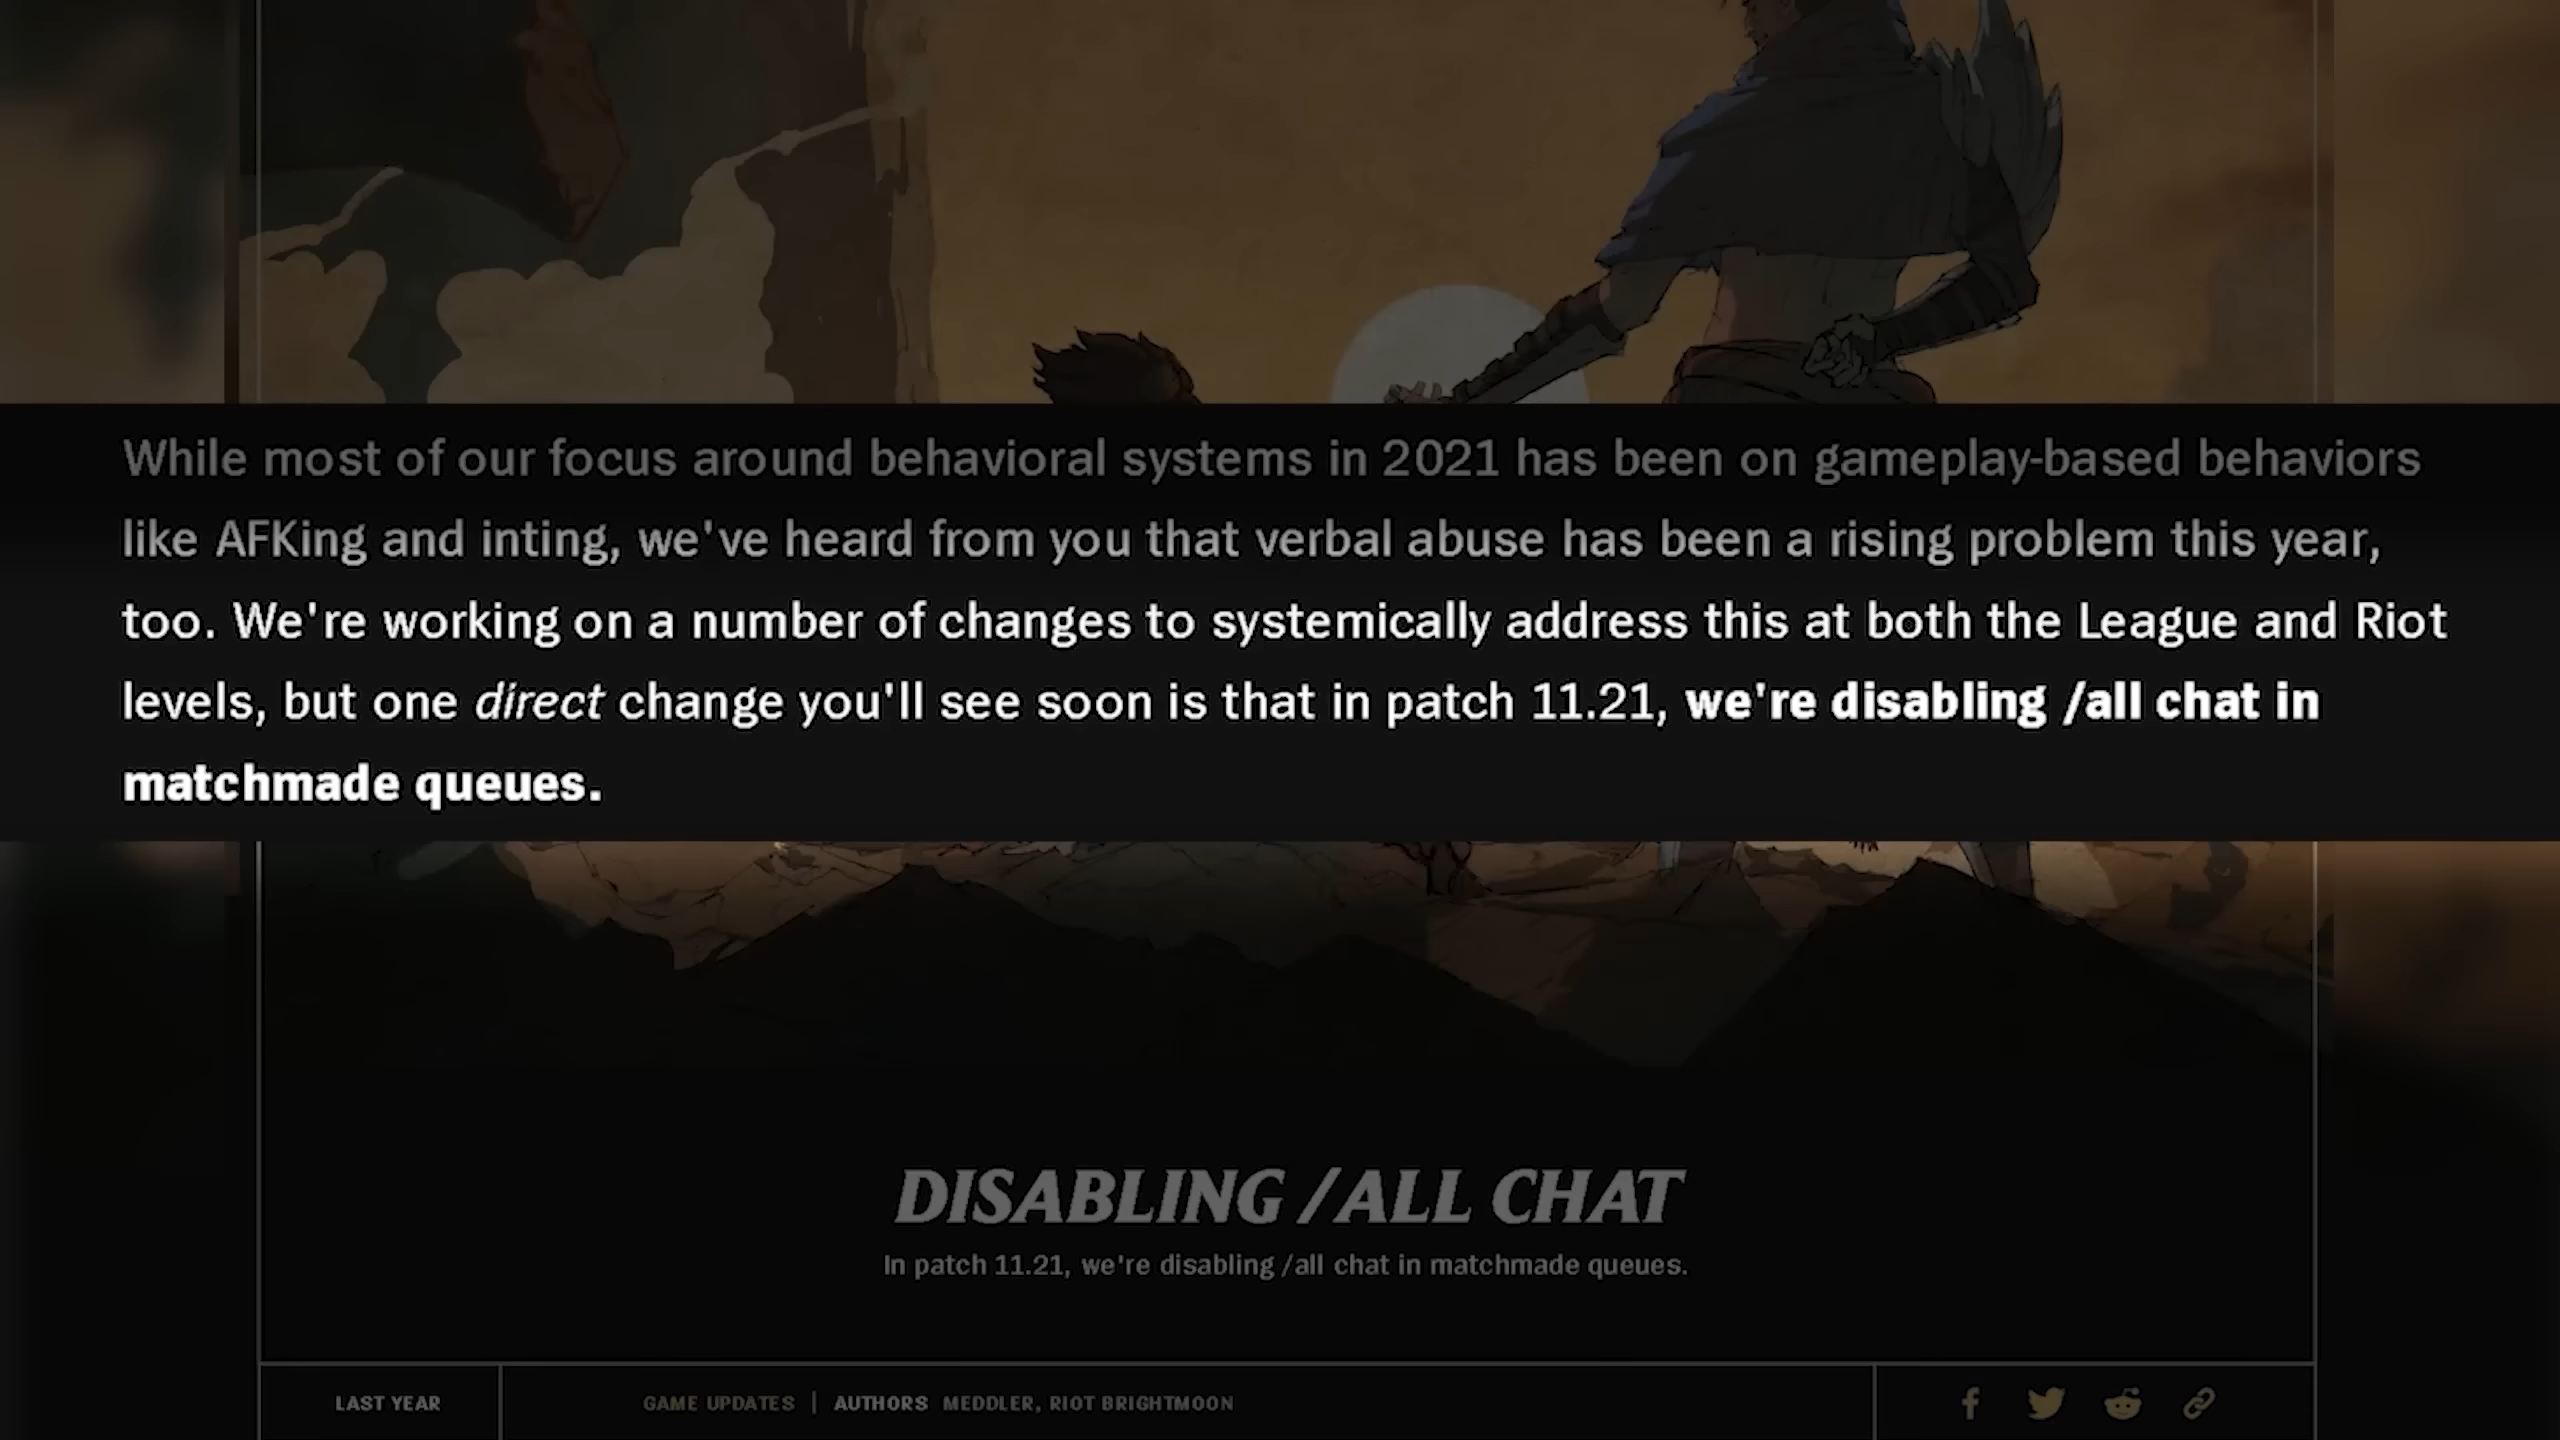 While most of our focus around behavioral systems in 2021 has been on gameplay-based behaviors
like AFKing and inting, we've heard from you that verbal abuse has been a rising problem this year,
too. We're working on a number of changes to systemically address this at both the League and Riot
levels, but one direct change you'll see soon is that in patch 11.21, we're disabling /all chat in
matchmade queues.
DISABLING /ALL CHAT
In patch 11.21, we're disabling /all chat in matchmade queues.
LAST YEAR
GAME UPDATES | AUTHORS MEDDLER, RIOT BRIGHTMOON